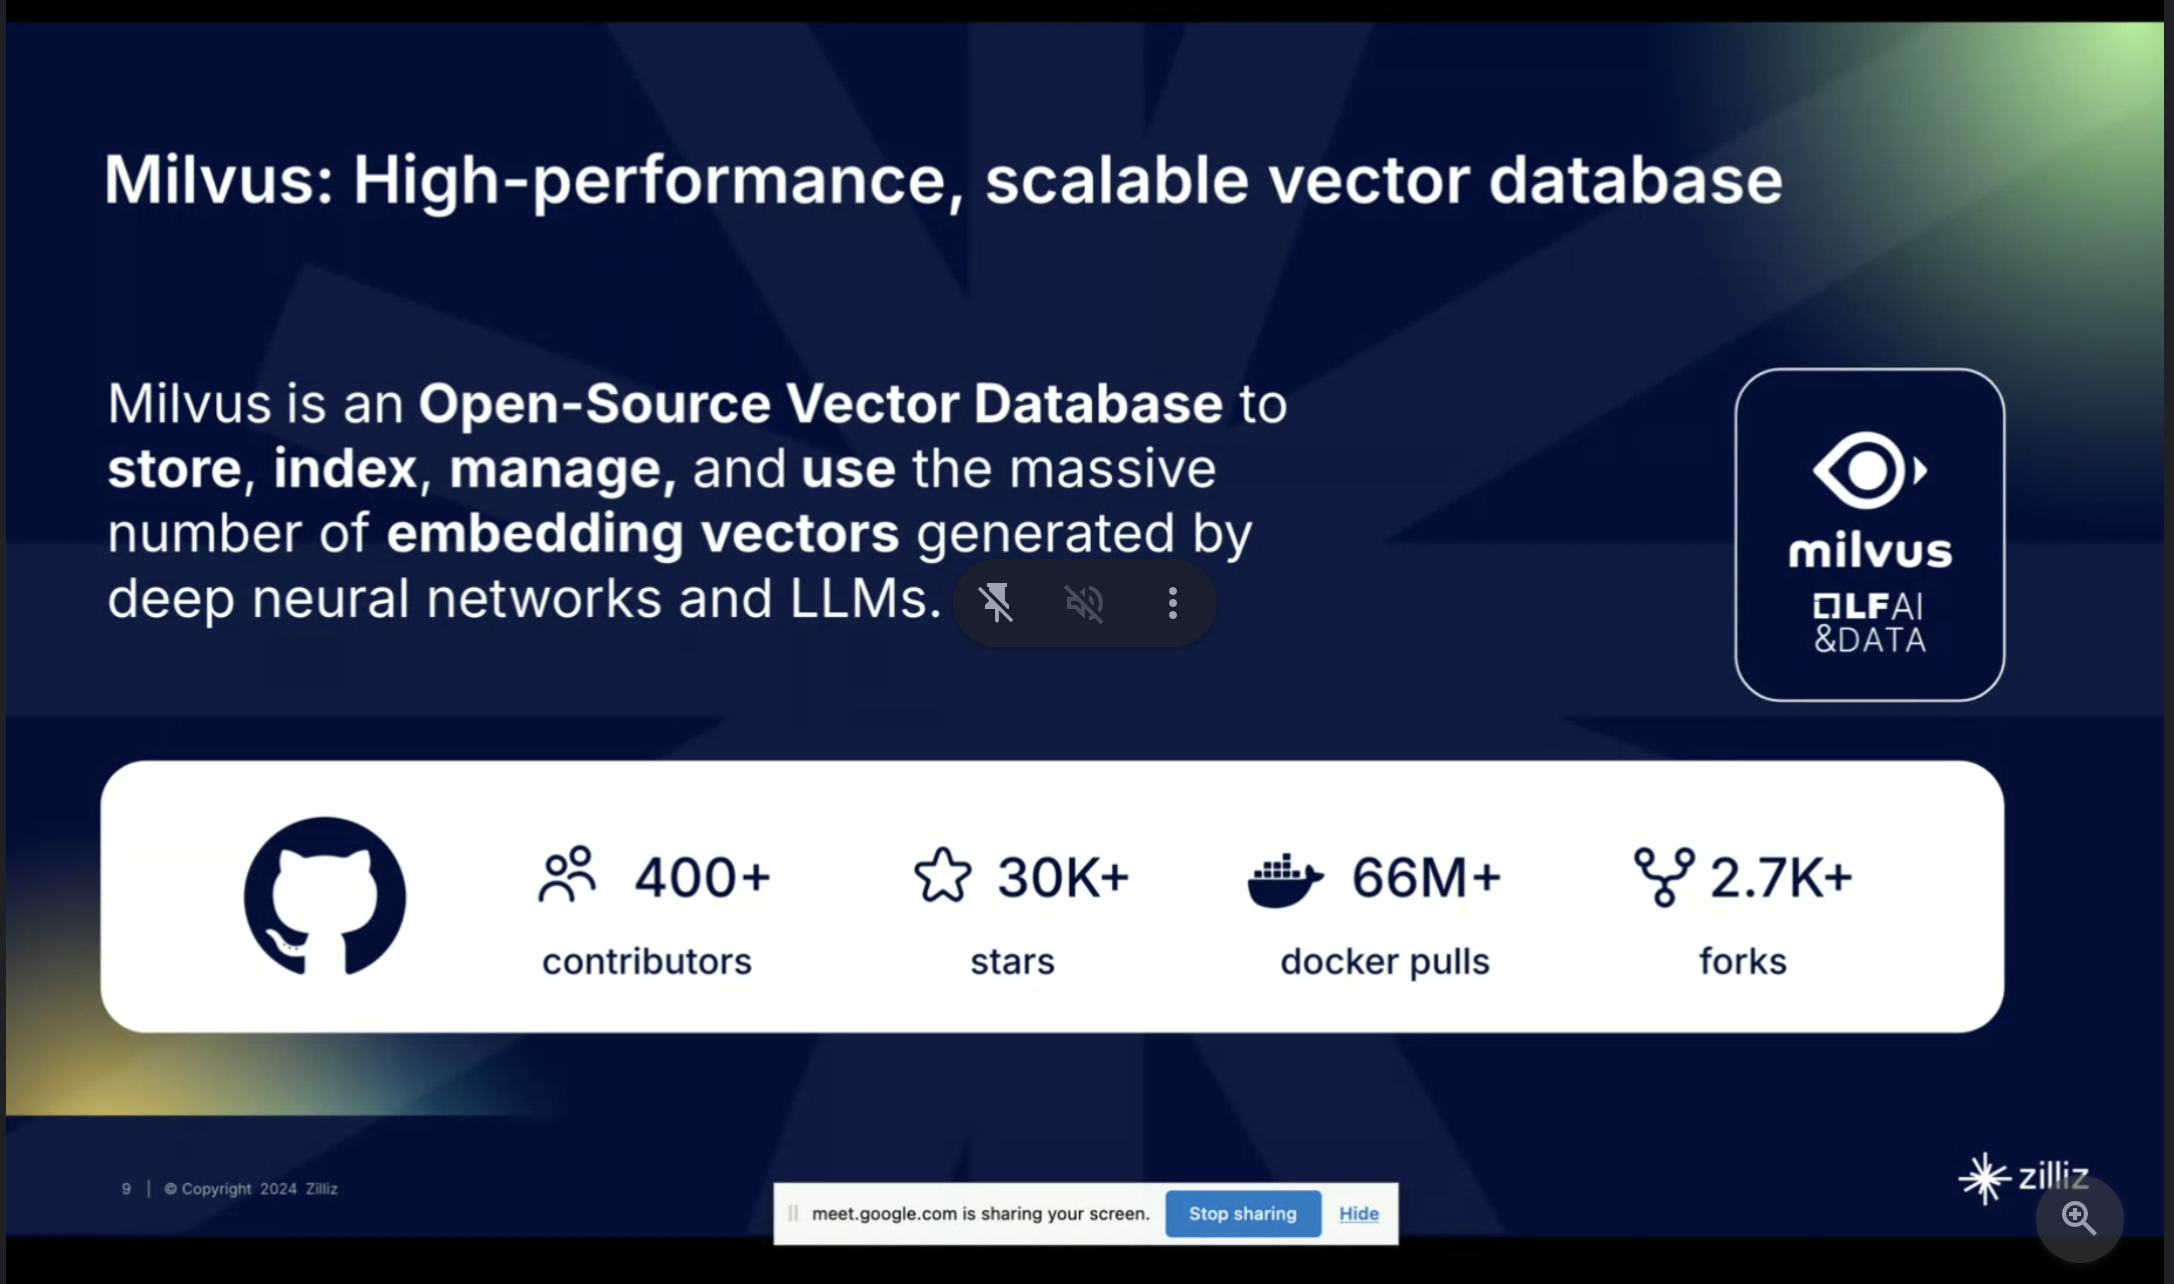 Milvus: High-performance, scalable vector database
Milvus is an Open-Source Vector Database to
store, index, manage, and use the massive
number of embedding vectors generated by
deep neural networks and LLMs.
milvus
LFAI
&DATA
400+
contributors
30K+
stars
66M+
docker pulls
2.7K+
forks
9 | © Copyright 2024 Zilliz
meet.google.com is sharing your screen.
Stop sharing
Hide
zilliz